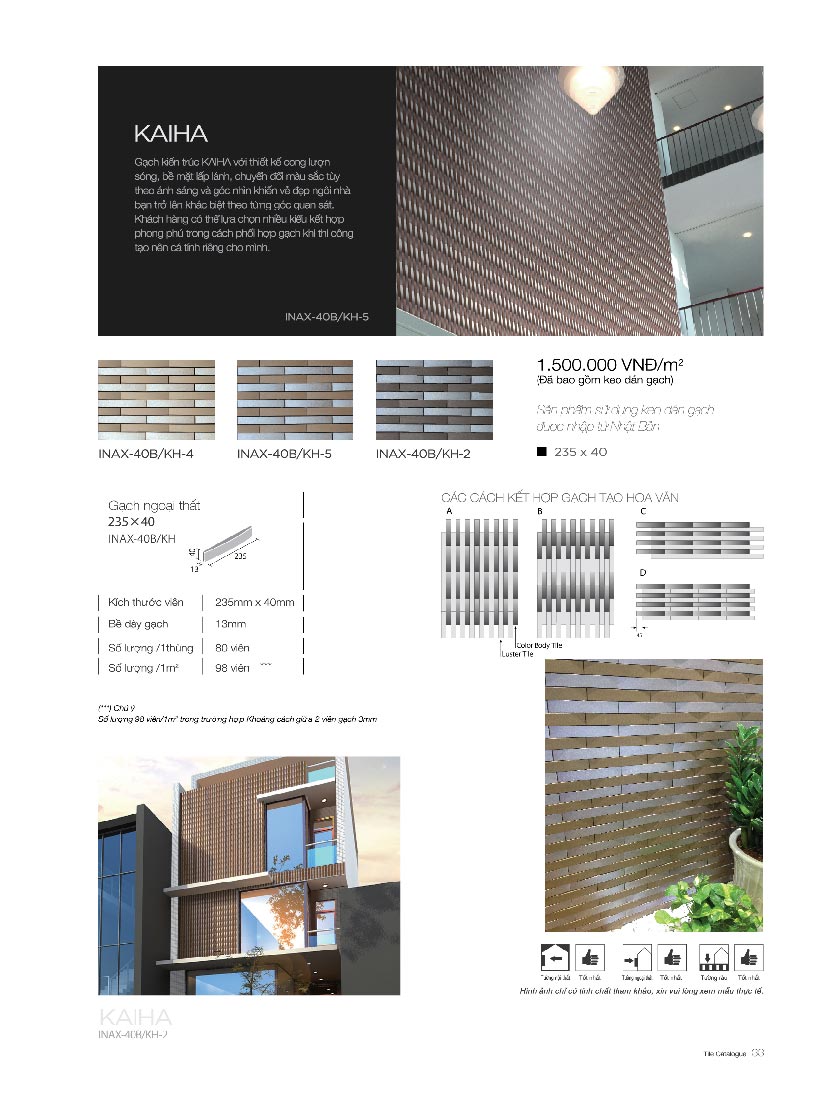 KAIHA
Gạch kiến trúc KAIHA với thiết kế cong lượn
sóng, bề mặt lấp lánh, chuyển đổi màu sắc tùy
theo ánh sáng và góc nhìn khiến vẻ đẹp ngôi nhà
bạn trở lên khác biệt theo từng góc quan sát.
Khách hàng có thể lựa chọn nhiều kiểu kết hợp
phong phú trong cách phối hợp gạch khi thi công
tạo nên cá tính riêng cho mình.
INAX-40B/KH-5
INAX-40B/KH-4
INAX-40B/KH-5
INAX-40B/KH-2
1.500.000 VNĐ/m²
(Đã bao gồm keo dán gạch)
Sản phẩm sử dụng keo dán gạch
được nhập từ Nhật Bản
235 x 40
Gạch ngoại thất
235×40
INAX-40B/KH
40
13
235
Kích thước viên 235mm x 40mm
Bề dày gạch 13mm
Số lượng /1thùng 80 viên
Số lượng /1m² 98 viên (***)
(***) Chú ý
Số lượng 98 viên/1m² trong trường hợp Khoảng cách giữa 2 viên gạch 0mm
CÁC CÁCH KẾT HỢP GẠCH TẠO HOA VĂN
A
B
C
D
45
Color Body Tile
Luster Tile
Tường nội thất Tốt nhất Tường ngoại thất Tốt nhất Tường rào Tốt nhất
Hình ảnh chỉ có tính chất tham khảo, xin vui lòng xem mẫu thực tế.
KAIHA
INAX-40B/KH-2
Tile Catalogue 33